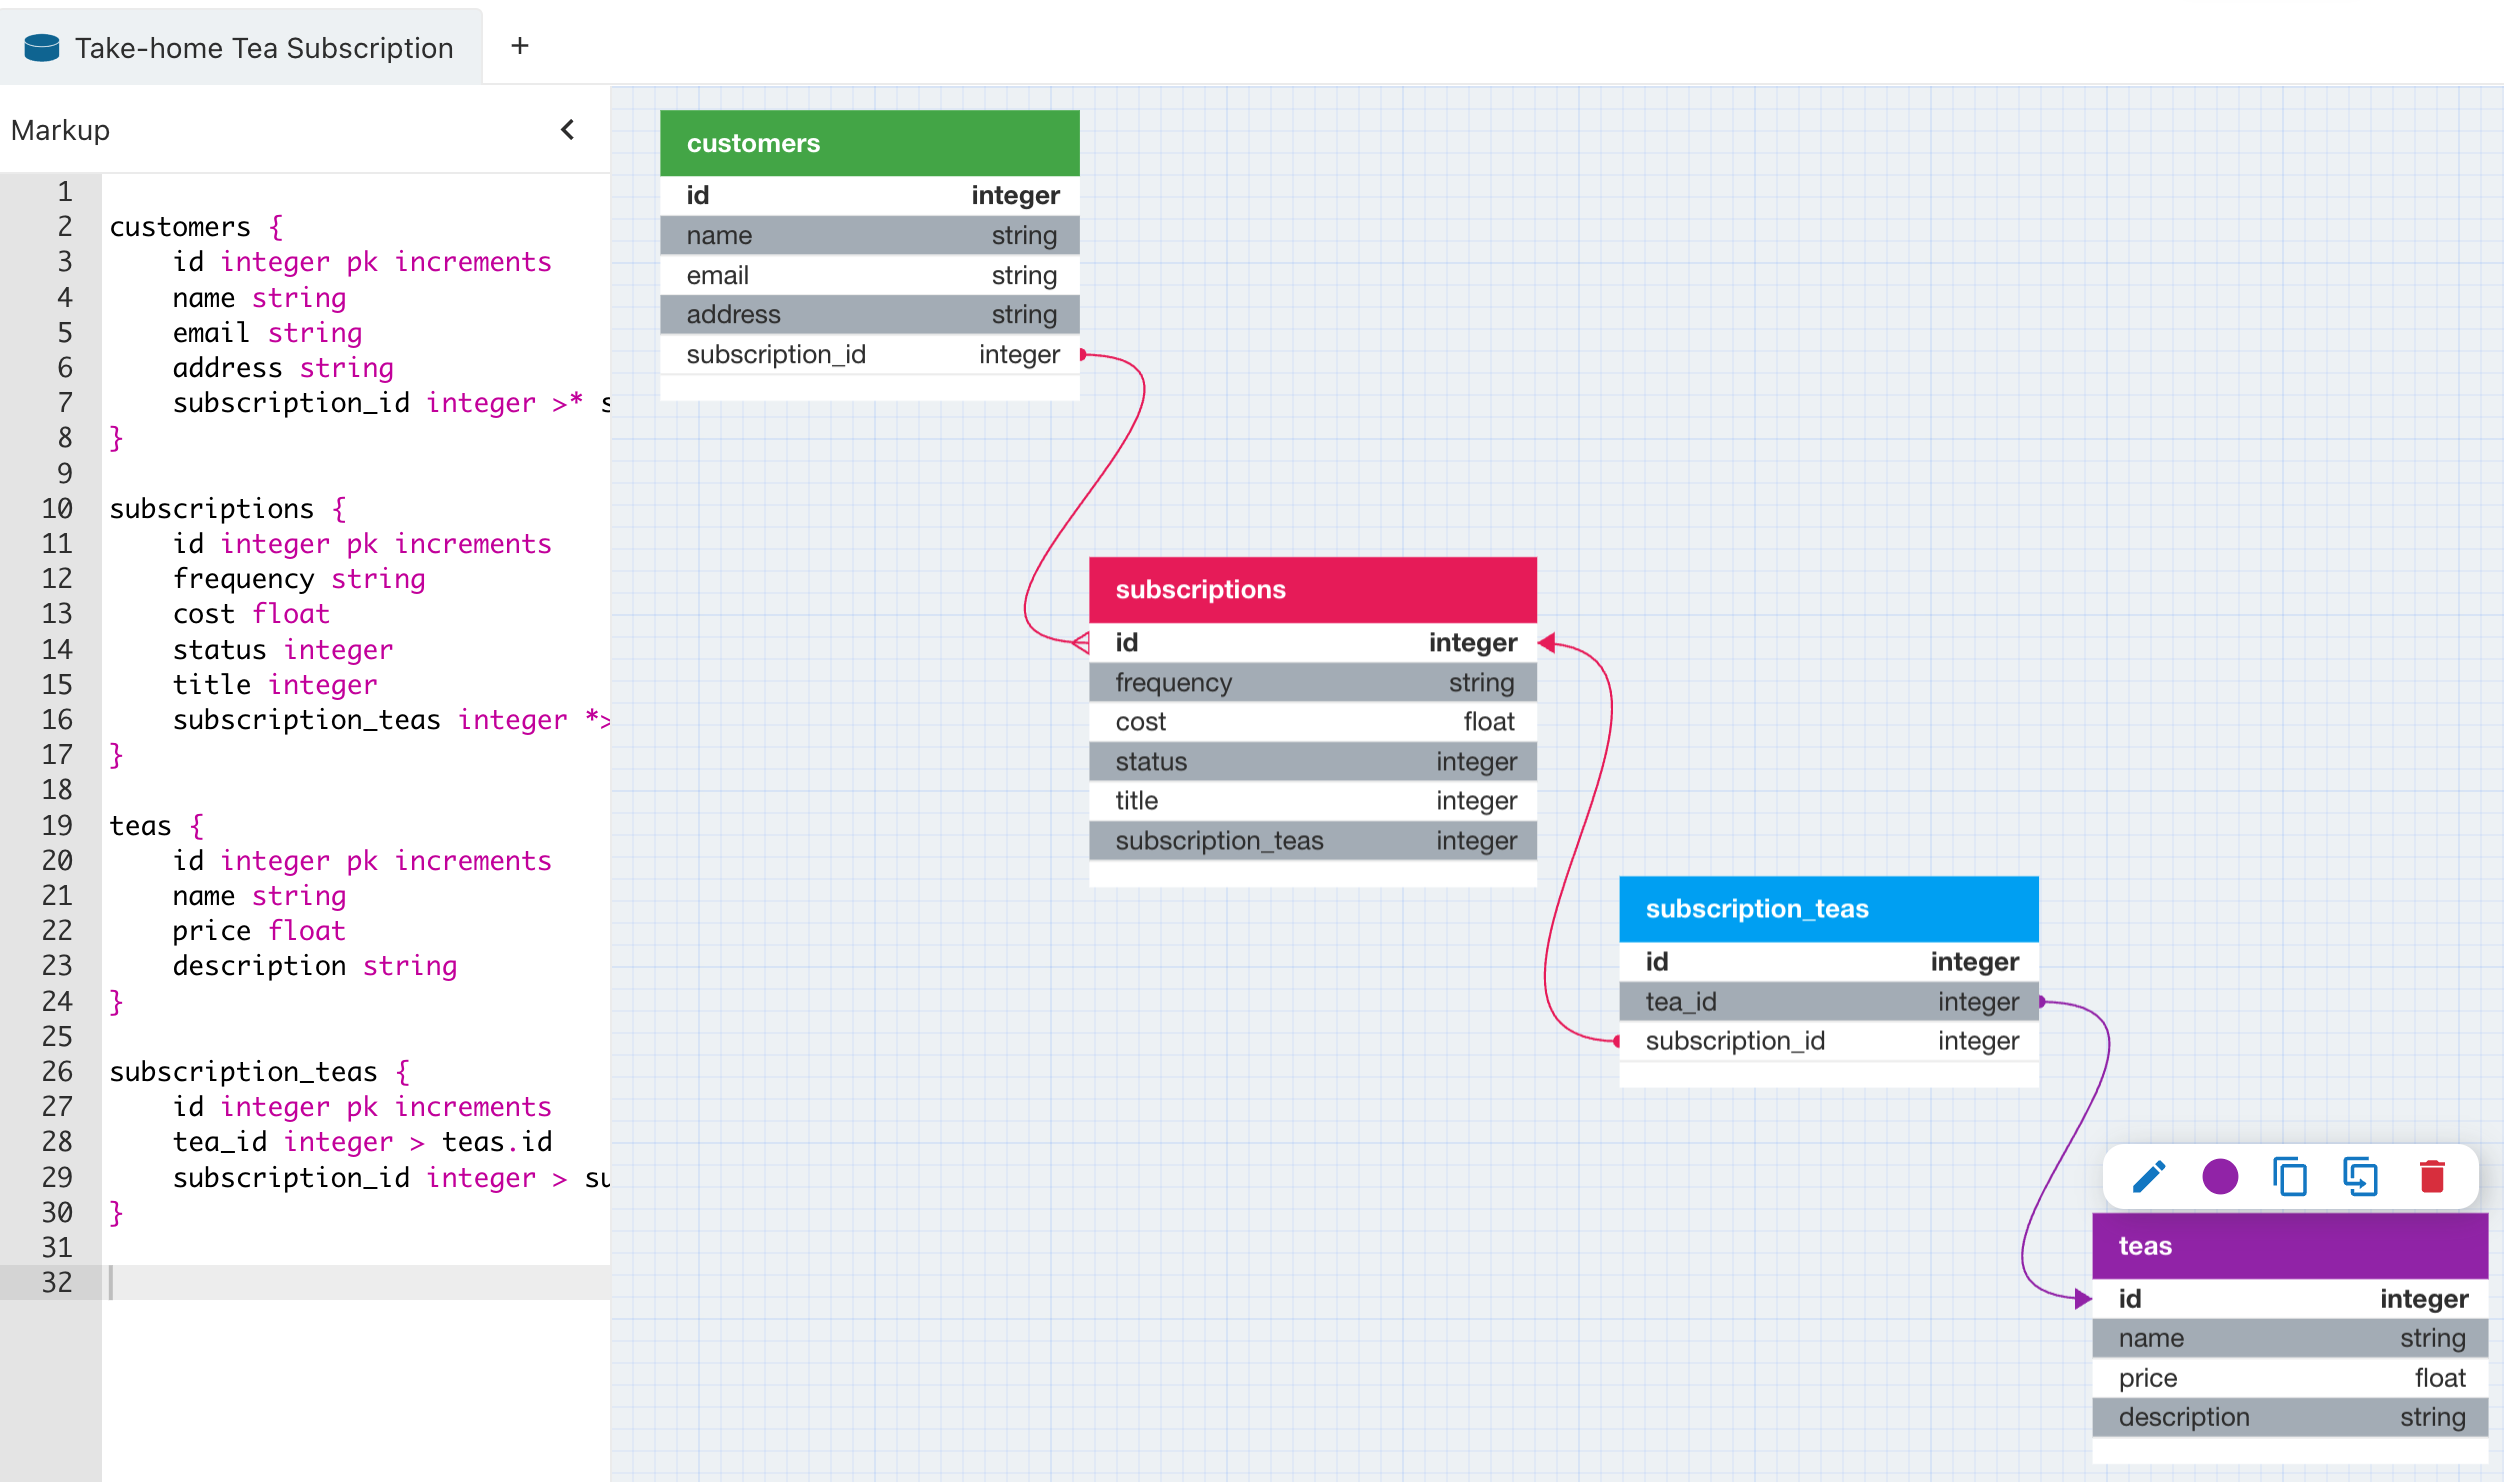 Take-home Tea Subscription +
Markup
1
2 customers {
3 id integer pk increments
4 name string
5 email string
6 address string
7 subscription_id integer >* s
8 }
9
10 subscriptions {
11 id integer pk increments
12 frequency string
13 cost float
14 status integer
15 title integer
16 subscription_teas integer *>
17 }
18
19 teas {
20 id integer pk increments
21 name string
22 price float
23 description string
24 }
25
26 subscription_teas {
27 id integer pk increments
28 tea_id integer > teas.id
29 subscription_id integer > su
30 }
31
32
customers
id integer
name string
email string
address string
subscription_id integer
subscriptions
id integer
frequency string
cost float
status integer
title integer
subscription_teas integer
subscription_teas
id integer
tea_id integer
subscription_id integer
teas
id integer
name string
price float
description string